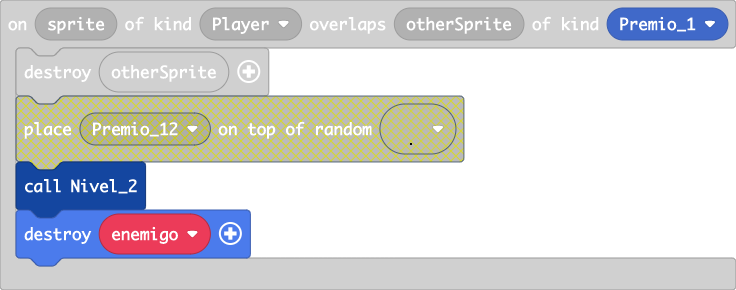 on sprite of kind Player overlaps otherSprite of kind Premio_1
destroy otherSprite
place Premio_12 on top of random .
call Nivel_2
destroy enemigo